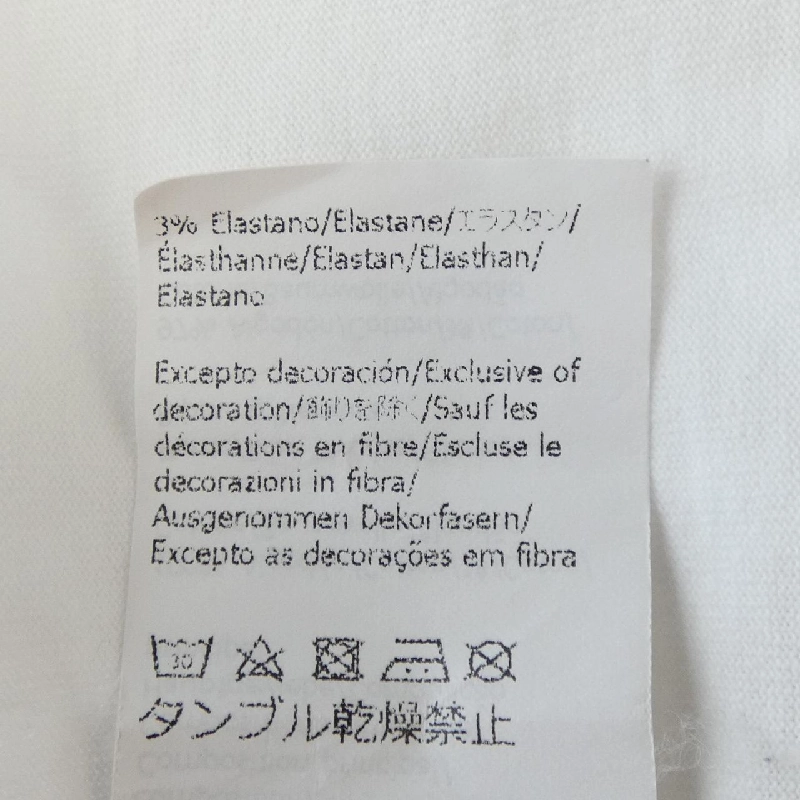 3% Elastano/Elastane/エラスタン/
Élasthanne/Elastan/Elasthan/
Elastano
Excepto decoración/Exclusive of
decoration/飾りを除く/Sauf les
décorations en fibre/Escluse le
decorazioni in fibra/
Ausgenommen Dekorfasern/
Excepto as decorações em fibra
30
タンブル乾燥禁止